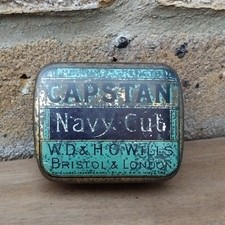 CAPSTAN
Navy Cut
W.D. & H.O. WILLS
BRISTOL & LONDON